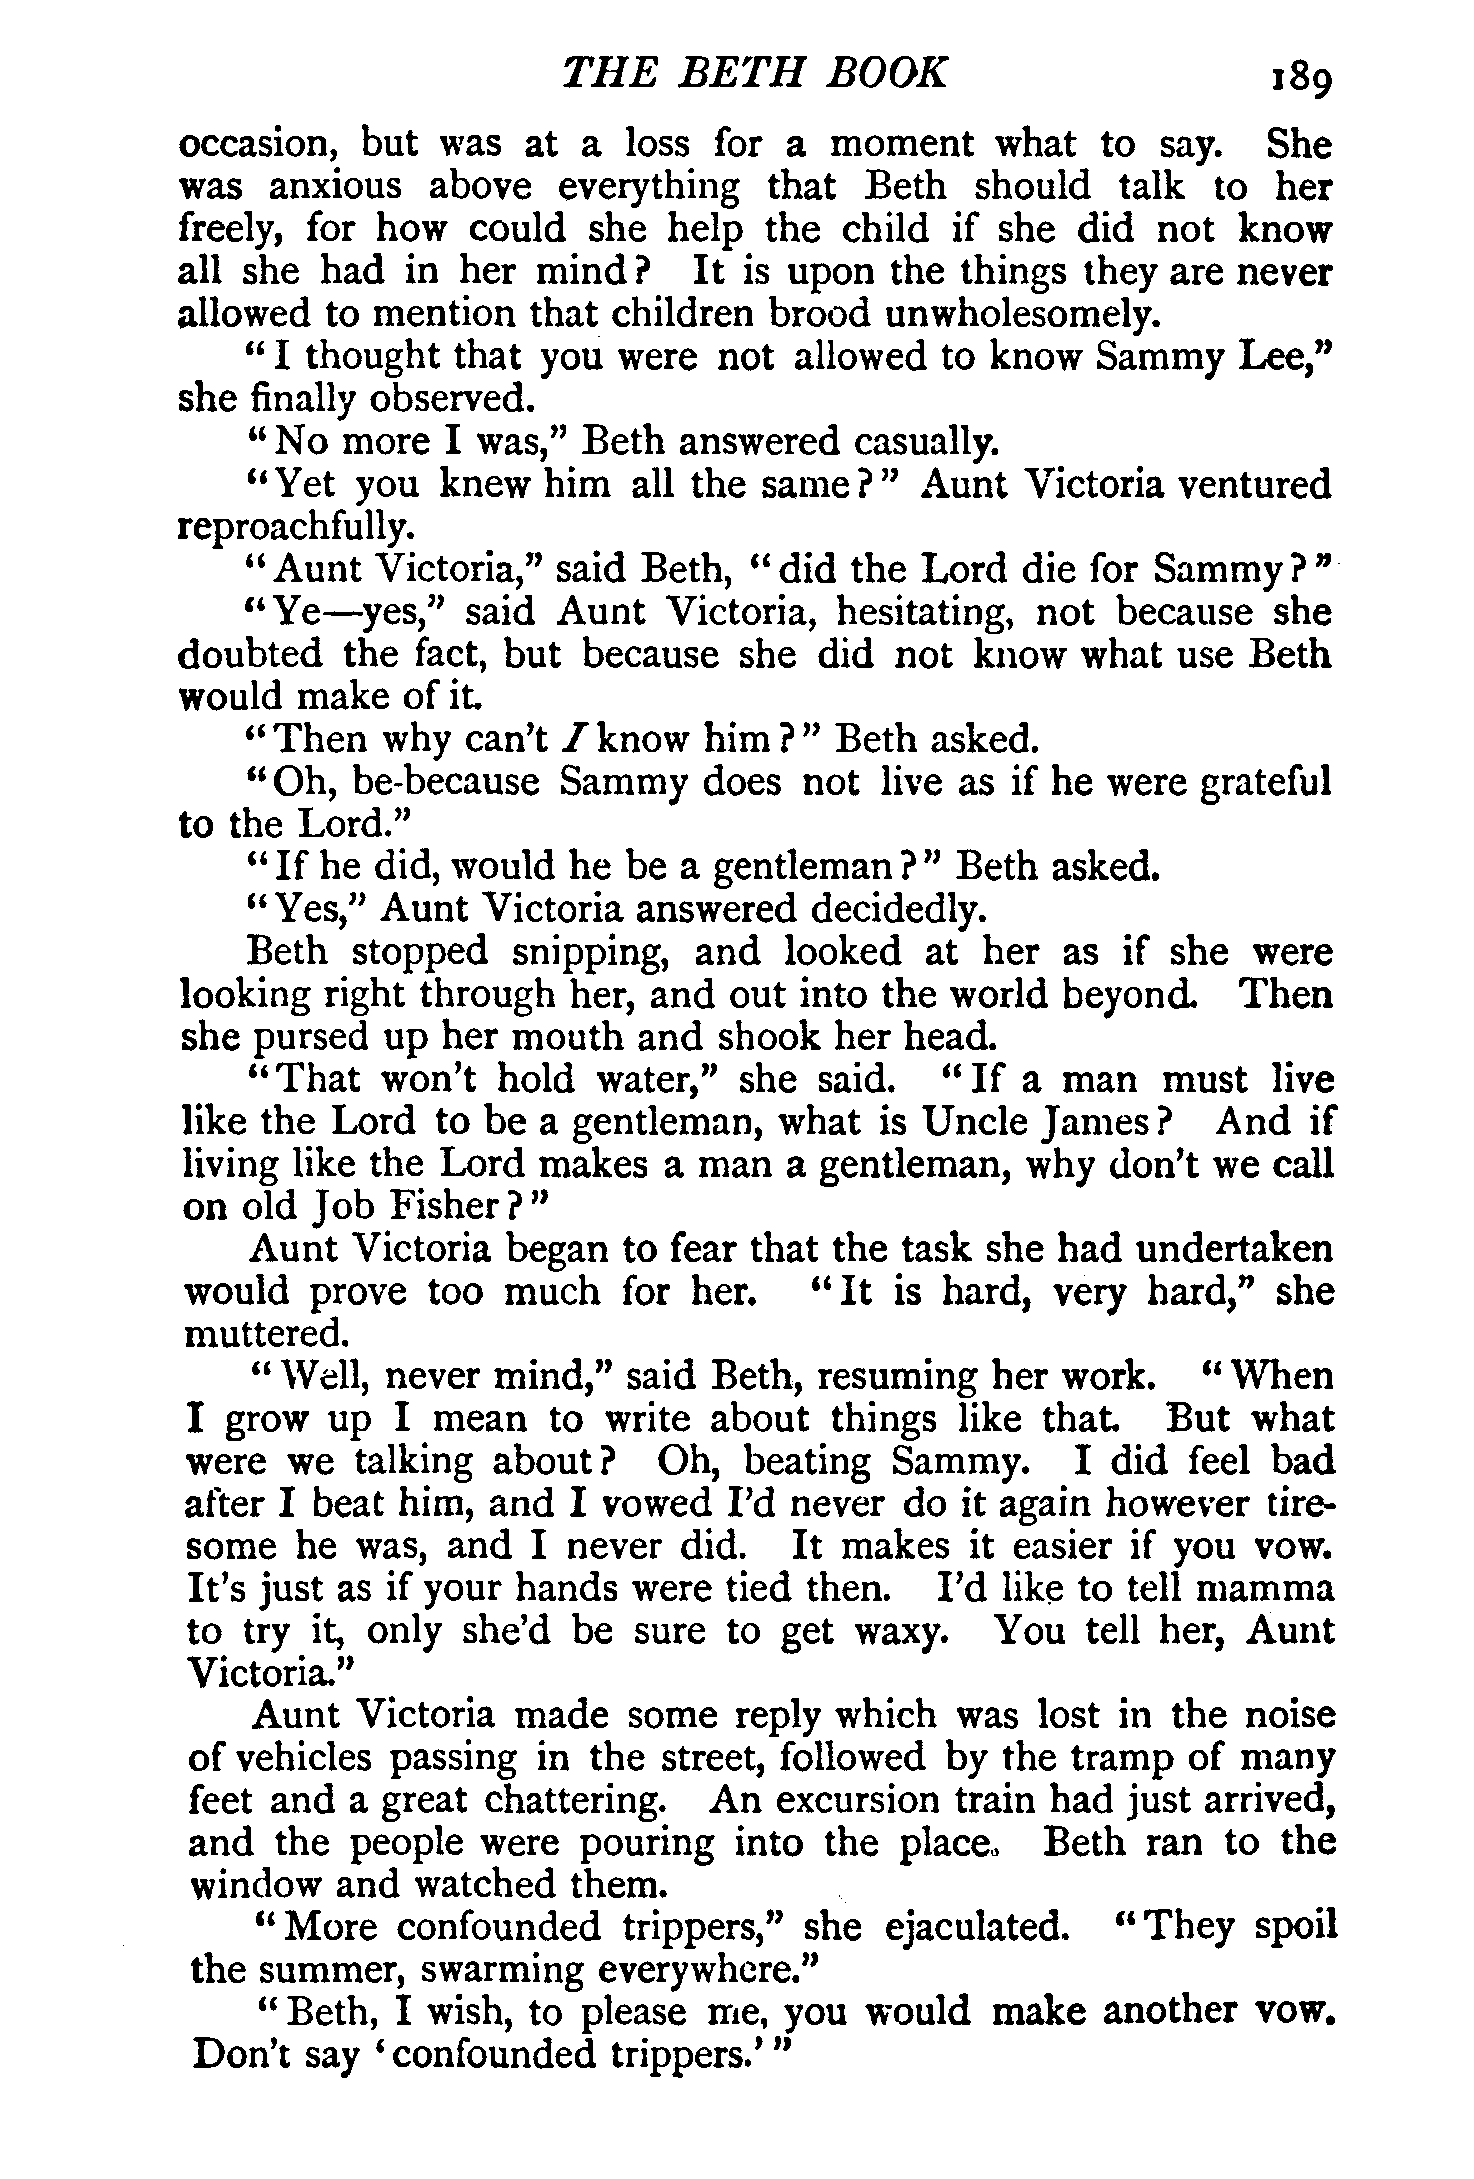 THE BETH BOOK 189
occasion, but was at a loss for a moment what to say. She
was anxious above everything that Beth should talk to her
freely, for how could she help the child if she did not know
all she had in her mind? It is upon the things they are never
allowed to mention that children brood unwholesomely.
“I thought that you were not allowed to know Sammy Lee,”
she finally observed.
“No more I was,” Beth answered casually.
“Yet you knew him all the same?” Aunt Victoria ventured
reproachfully.
“Aunt Victoria,” said Beth, “did the Lord die for Sammy?”
“Ye—yes,” said Aunt Victoria, hesitating, not because she
doubted the fact, but because she did not know what use Beth
would make of it.
“Then why can't I know him?” Beth asked.
“Oh, be-because Sammy does not live as if he were grateful
to the Lord.”
“If he did, would he be a gentleman?” Beth asked.
“Yes,” Aunt Victoria answered decidedly.
Beth stopped snipping, and looked at her as if she were
looking right through her, and out into the world beyond. Then
she pursed up her mouth and shook her head.
“That won't hold water,” she said. “If a man must live
like the Lord to be a gentleman, what is Uncle James? And if
living like the Lord makes a man a gentleman, why don't we call
on old Job Fisher?”
Aunt Victoria began to fear that the task she had undertaken
would prove too much for her. “It is hard, very hard,” she
muttered.
“Well, never mind,” said Beth, resuming her work. “When
I grow up I mean to write about things like that. But what
were we talking about? Oh, beating Sammy. I did feel bad
after I beat him, and I vowed I'd never do it again however tire-
some he was, and I never did. It makes it easier if you vow.
It's just as if your hands were tied then. I'd like to tell mamma
to try it, only she'd be sure to get waxy. You tell her, Aunt
Victoria.”
Aunt Victoria made some reply which was lost in the noise
of vehicles passing in the street, followed by the tramp of many
feet and a great chattering. An excursion train had just arrived,
and the people were pouring into the place. Beth ran to the
window and watched them.
“More confounded trippers,” she ejaculated. “They spoil
the summer, swarming everywhere.”
“Beth, I wish, to please me, you would make another vow.
Don't say ‘confounded trippers.’”